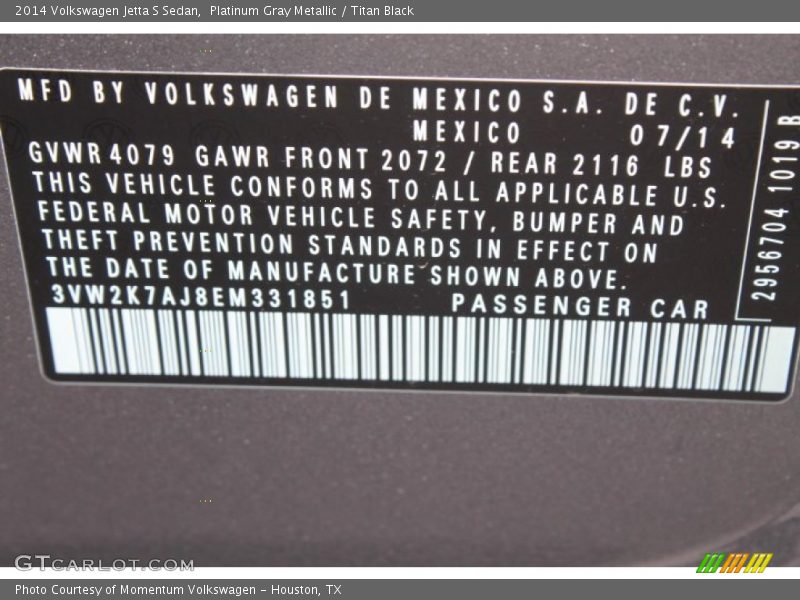 2014 Volkswagen Jetta S Sedan,  Platinum Gray Metallic / Titan Black
MFD BY VOLKSWAGEN DE MEXICO S.A. DE C.V.
MEXICO 07/14
GVWR 4079 GAWR FRONT 2072 / REAR 2116 LBS
THIS VEHICLE CONFORMS TO ALL APPLICABLE U.S.
FEDERAL MOTOR VEHICLE SAFETY, BUMPER AND
THEFT PREVENTION STANDARDS IN EFFECT ON
THE DATE OF MANUFACTURE SHOWN ABOVE.
3VW2K7AJ8EM331851 PASSENGER CAR
2956704 1019 B
GTCARLOT.COM
Photo Courtesy of Momentum Volkswagen – Houston, TX